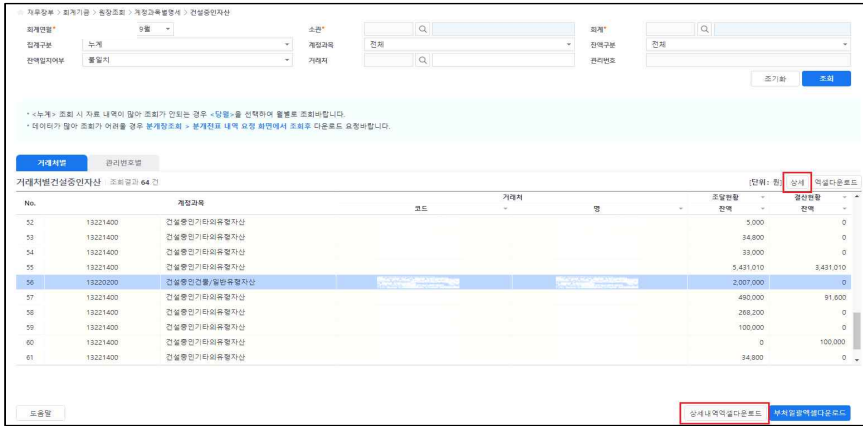 재무장부 > 회계기금 > 원장조회 > 계정과목별명세 > 건설중인자산
회계연월* 9월 소관* 회계*
집계구분 누계 계정과목 전체 잔액구분 전체
잔액일치여부 불일치 거래처 관리번호
초기화 조회
• <누계> 조회 시 자료 내역이 많아 조회가 안되는 경우 <당월>을 선택하여 월별로 조회바랍니다.
• 데이터가 많아 조회가 어려울 경우 분개장조회 > 분개전표 내역 요청 화면에서 조회후 다운로드 요청바랍니다.
거래처별 관리번호별
거래처별건설중인자산 조회결과 64 건 [단위: 원] 상세 엑셀다운로드
No. 계정과목 거래처 조달현황 결산현황
코드 명 잔액 잔액
52 13221400 건설중인기타의유형자산 5,000 0
53 13221400 건설중인기타의유형자산 34,800 0
54 13221400 건설중인기타의유형자산 33,000 0
55 13221400 건설중인기타의유형자산 5,431,010 3,431,010
56 13220200 건설중인건물/일반유형자산 2,007,000 0
57 13221400 건설중인기타의유형자산 490,000 91,600
58 13221400 건설중인기타의유형자산 268,200 0
59 13221400 건설중인기타의유형자산 100,000 0
60 13221400 건설중인기타의유형자산 0 100,000
61 13221400 건설중인기타의유형자산 34,800 0
도움말 상세내역엑셀다운로드 부처일괄엑셀다운로드